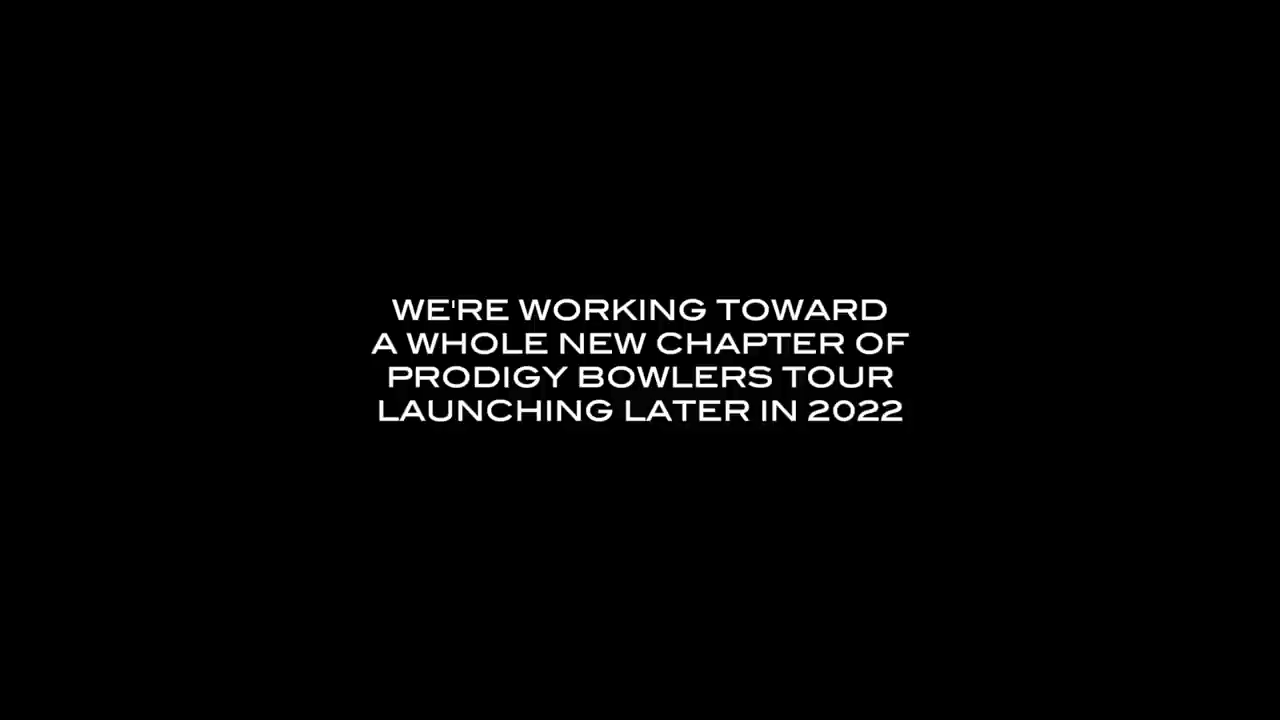 WE'RE WORKING TOWARD
A WHOLE NEW CHAPTER OF
PRODIGY BOWLERS TOUR
LAUNCHING LATER IN 2022